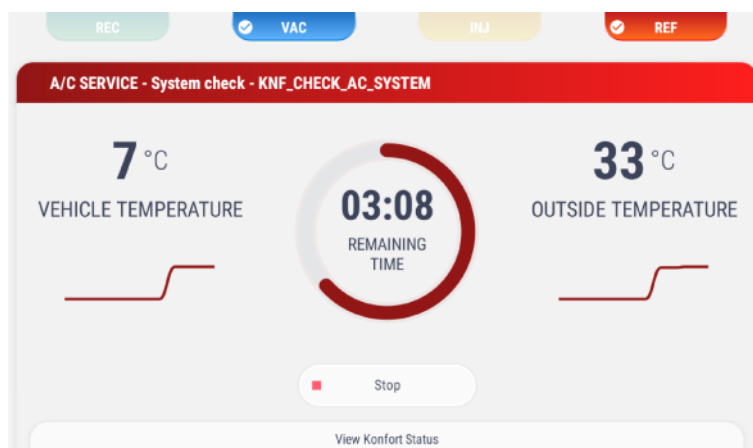 REC
VAC
INJ
REF
A/C SERVICE - System check - KNF_CHECK_AC_SYSTEM
7 °C
VEHICLE TEMPERATURE
03:08
REMAINING
TIME
33 °C
OUTSIDE TEMPERATURE
Stop
View Konfort Status